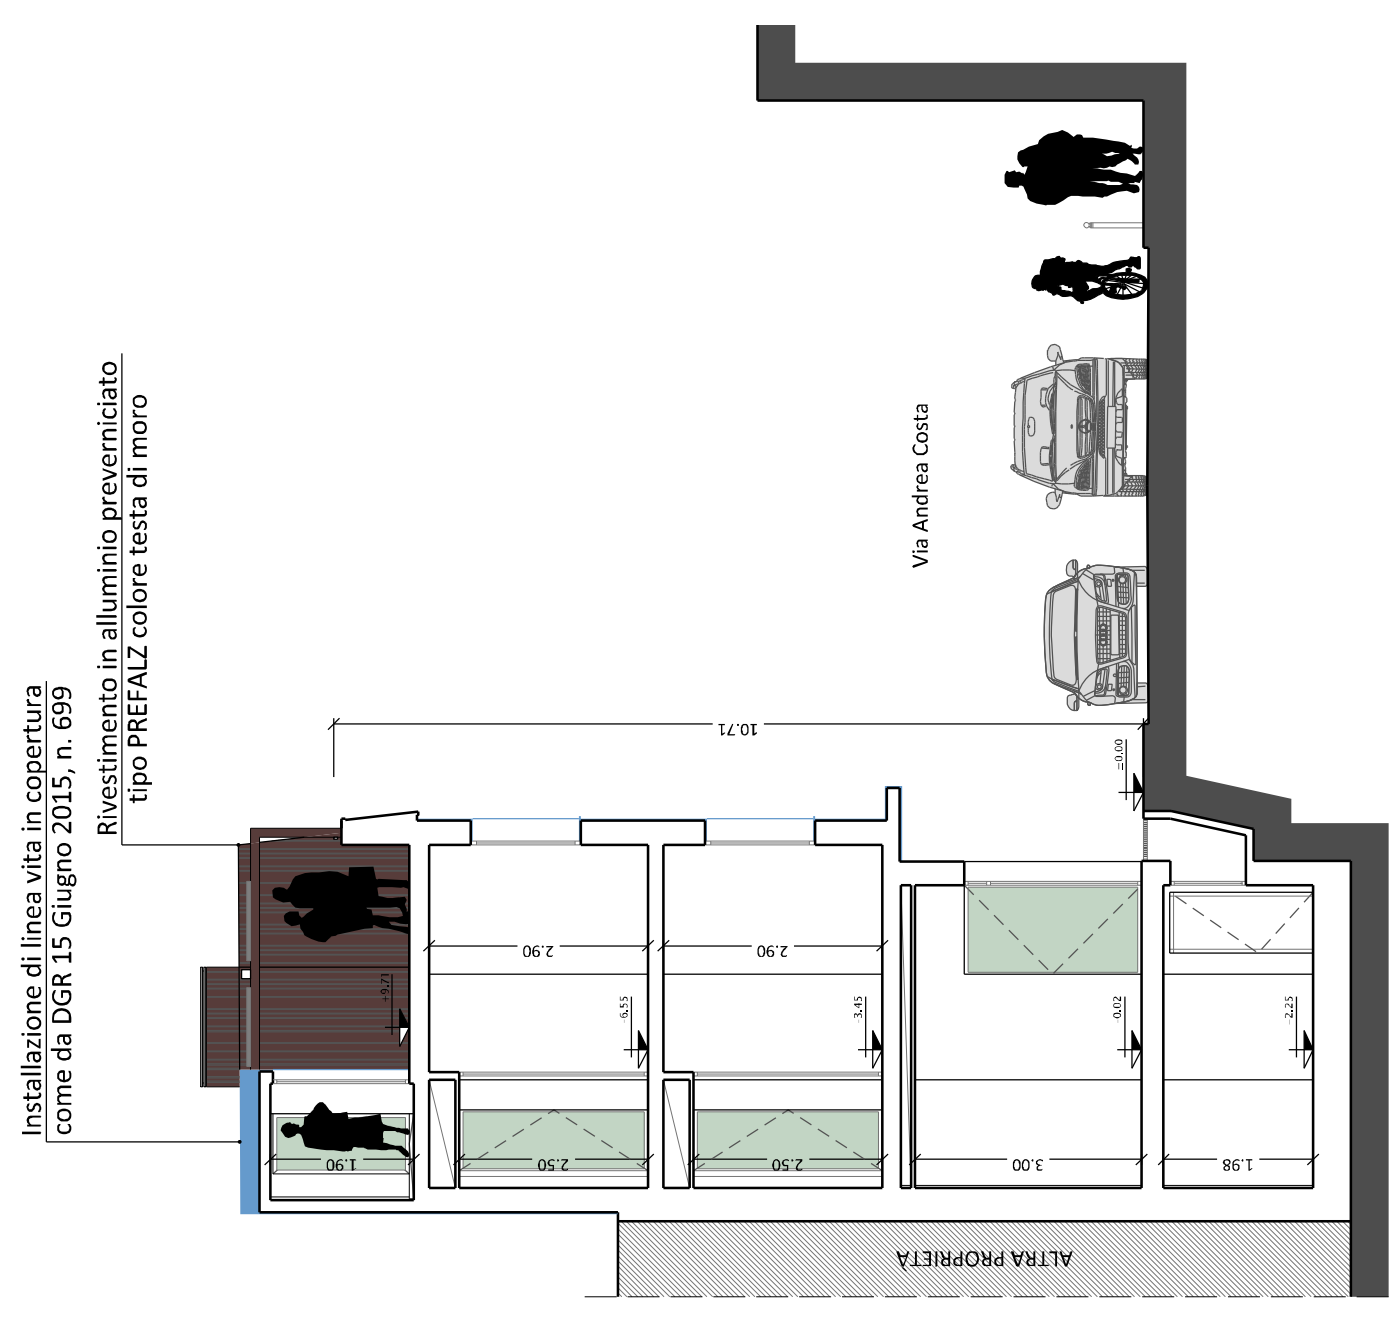 Installazione di linea vita in copertura
come da DGR 15 Giugno 2015, n. 699
Rivestimento in alluminio preverniciato
tipo PREFALZ colore testa di moro
Via Andrea Costa
10.71
±0.00
+9.71
2.90
2.90
-6.55
-3.45
-0.02
-2.25
1.90
2.50
2.50
3.00
1.98
ALTRA PROPRIETÀ